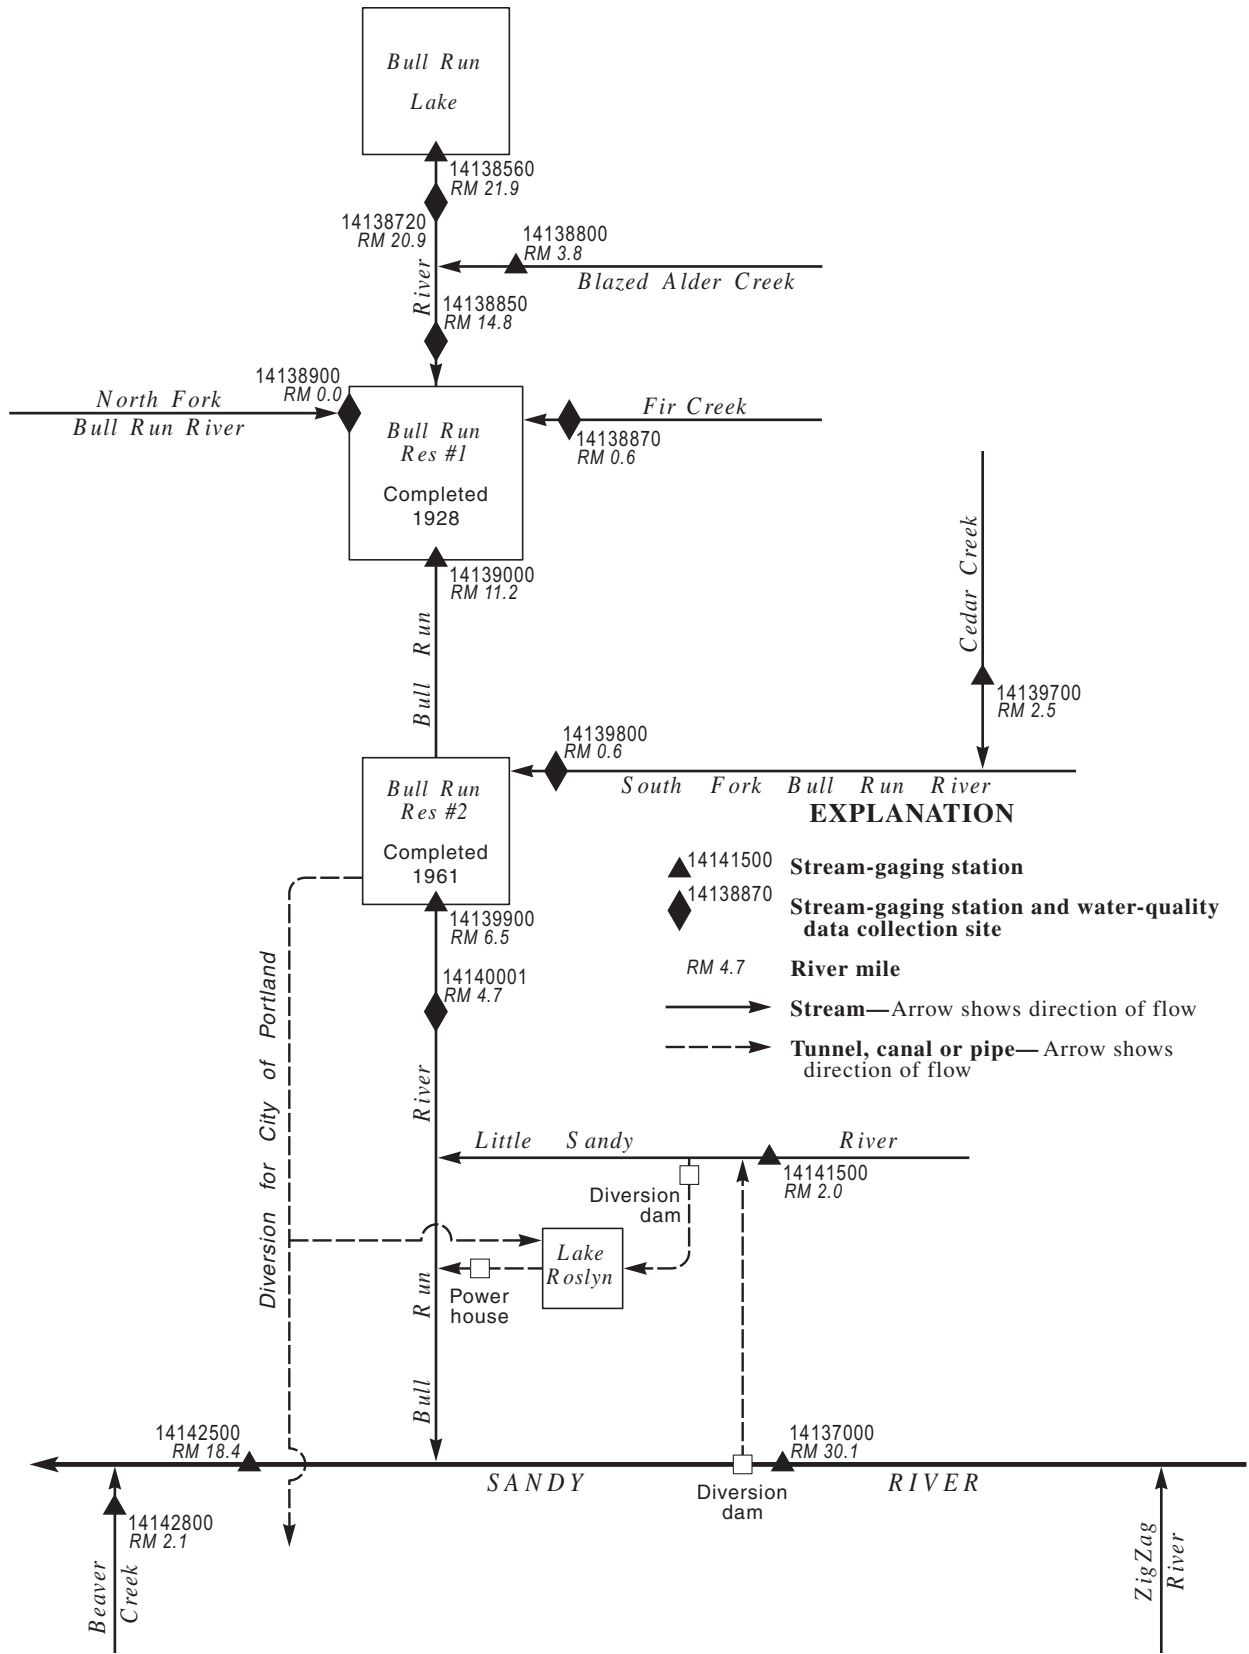 Bull Run
Lake
14138560
RM 21.9
14138720
RM 20.9
14138800
RM 3.8
Blazed Alder Creek
River
14138850
RM 14.8
14138900
RM 0.0
North Fork
Bull Run River
Bull Run
Res #1
Completed
1928
Fir Creek
14138870
RM 0.6
14139000
RM 11.2
Bull Run
Cedar Creek
14139700
RM 2.5
14139800
RM 0.6
South Fork Bull Run River
Bull Run
Res #2
Completed
1961
EXPLANATION
14141500
Stream-gaging station
14138870
Stream-gaging station and water-quality
data collection site
RM 4.7
River mile
Stream—Arrow shows direction of flow
Tunnel, canal or pipe— Arrow shows
direction of flow
14139900
RM 6.5
14140001
RM 4.7
Diversion for City of Portland
River
Little Sandy River
14141500
RM 2.0
Diversion
dam
Lake
Roslyn
Power
house
Bull Run
14142500
RM 18.4
14137000
RM 30.1
SANDY RIVER
Diversion
dam
14142800
RM 2.1
Beaver
Creek
ZigZag
River